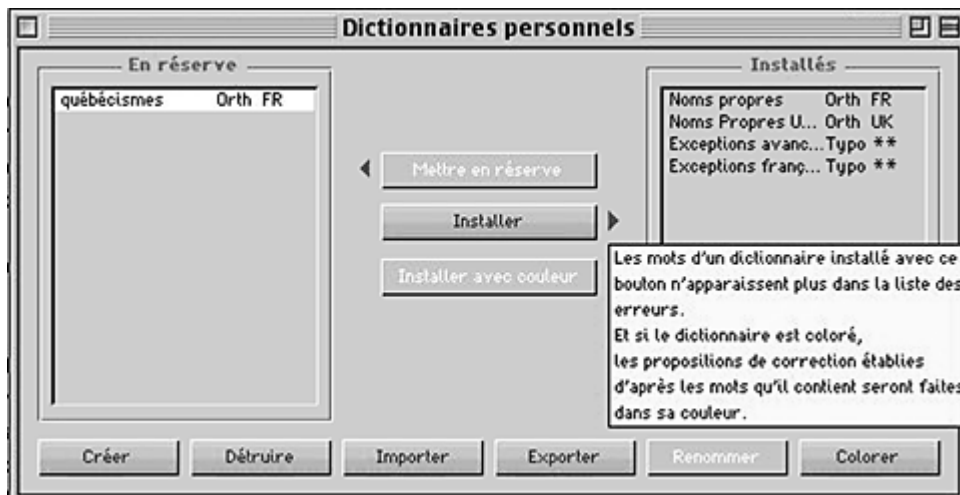 Dictionnaires personnels
En réserve
québécismes Orth FR
Mettre en réserve
Installer
Installer avec couleur
Installés
Noms propres Orth FR
Noms Propres U... Orth UK
Exceptions avanc... Typo **
Exceptions franç... Typo **
Les mots d'un dictionnaire installé avec ce
bouton n'apparaissent plus dans la liste des
erreurs.
Et si le dictionnaire est coloré,
les propositions de correction établies
d'après les mots qu'il contient seront faites
dans sa couleur.
Créer
Détruire
Importer
Exporter
Renommer
Colorer